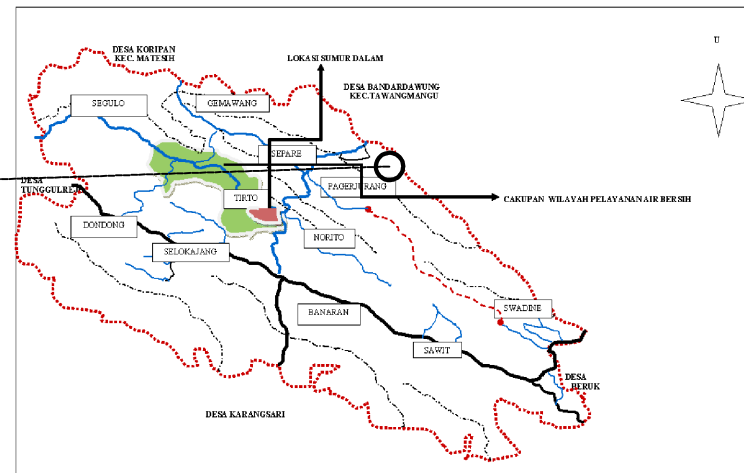 U
DESA KORIPAN
KEC. MATESIH
LOKASI SUMUR DALAM
DESA BANDARDAWUNG
KEC.TAWANGMANGU
SEGULO
GEMAWANG
SEPARE
DESA
TUNGGULREJO
TIRTO
PAGERJURANG
CAKUPAN WILAYAH PELAYANAN AIR BERSIH
DONDONG
SELOKAJANG
NORITO
BANARAN
SWADINE
SAWIT
DESA
BERUK
DESA KARANGSARI